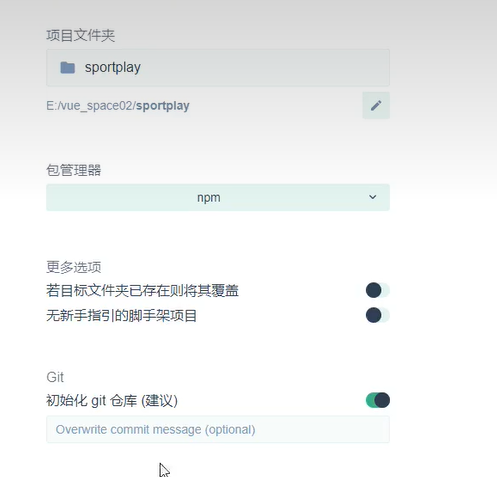 项目文件夹
sportplay
E:/vue_space02/sportplay
包管理器
npm
更多选项
若目标文件夹已存在则将其覆盖
无新手指引的脚手架项目
Git
初始化 git 仓库 (建议)
Overwrite commit message (optional)